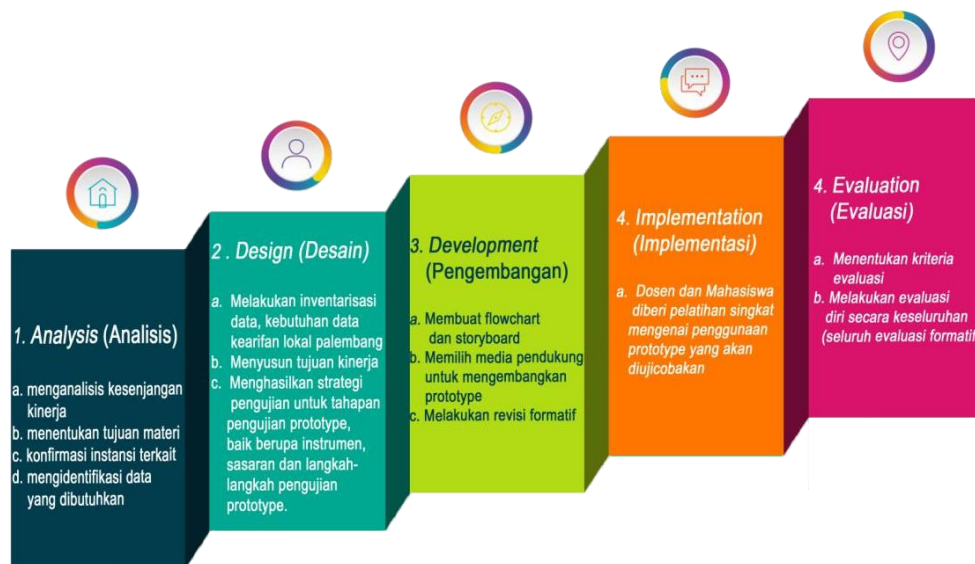 1. Analysis (Analisis)
a. menganalisis kesenjangan
kinerja
b. menentukan tujuan materi
c. konfirmasi instansi terkait
d. mengidentifikasi data
yang dibutuhkan
2 . Design (Desain)
a. Melakukan inventarisasi
data, kebutuhan data
kearifan lokal palembang
b. Menyusun tujuan kinerja
c. Menghasilkan strategi
pengujian untuk tahapan
pengujian prototype,
baik berupa instrumen,
sasaran dan langkah-
langkah pengujian
prototype.
3. Development
(Pengembangan)
a. Membuat flowchart
dan storyboard
b. Memilih media pendukung
untuk mengembangkan
prototype
c. Melakukan revisi formatif
4. Implementation
(Implementasi)
a. Dosen dan Mahasiswa
diberi pelatihan singkat
mengenai penggunaan
prototype yang akan
diujicobakan
4. Evaluation
(Evaluasi)
a. Menentukan kriteria
evaluasi
b. Melakukan evaluasi
diri secara keseluruhan
(seluruh evaluasi formatif